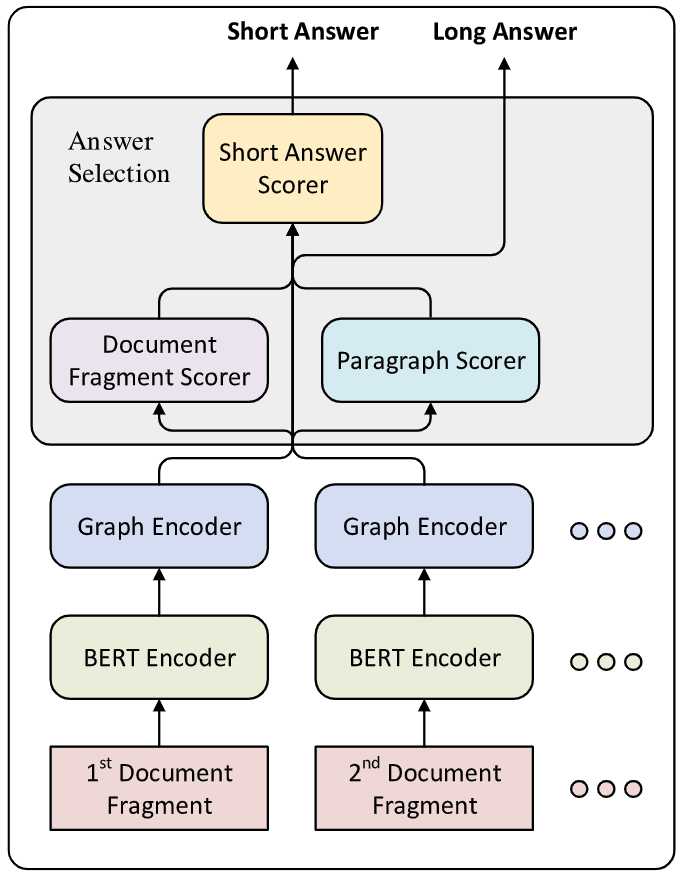 Short Answer
Long Answer
Answer
Selection
Short Answer
Scorer
Document
Fragment Scorer
Paragraph Scorer
Graph Encoder
Graph Encoder
BERT Encoder
BERT Encoder
1st Document
Fragment
2nd Document
Fragment